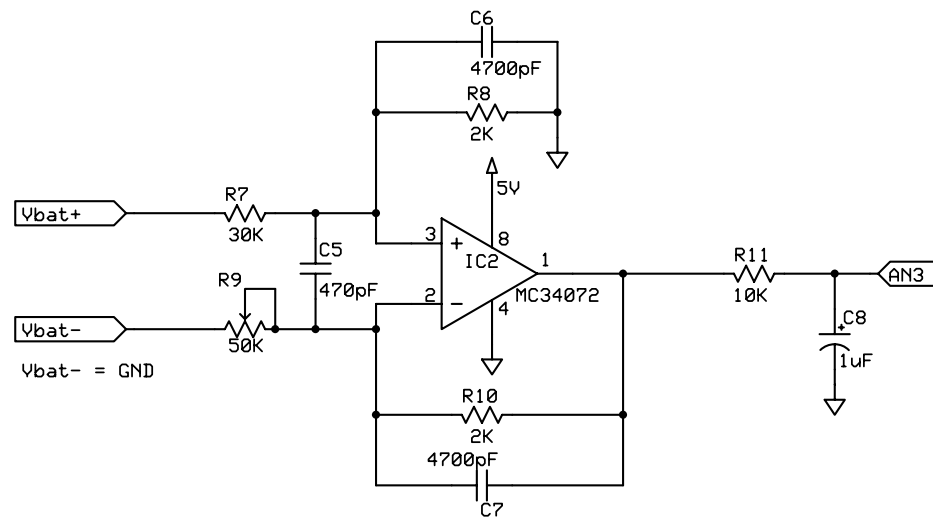 C6
4700pF
R8
2K
5V
R7
Vbat+
30K
C5
3
+
8
IC2
1
R11
AN3
R9
470pF
2
-
4
MC34072
10K
+
C8
Vbat-
50K
1uF
Vbat- = GND
R10
2K
4700pF
C7